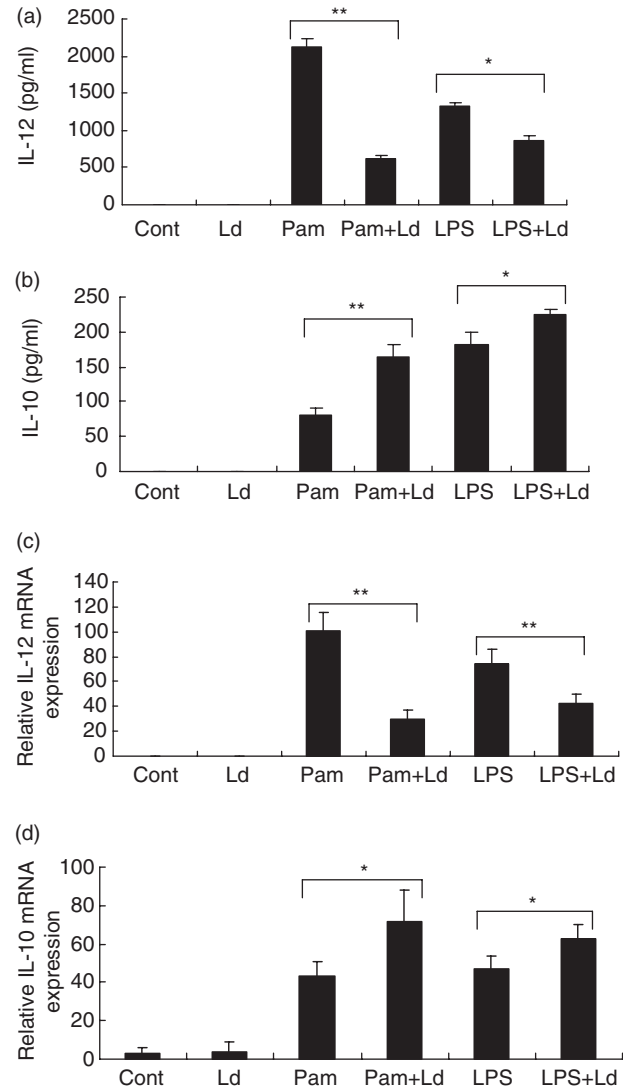 (a)
IL-12 (pg/ml)
2500
2000
1500
1000
500
0
**
*
Cont Ld Pam Pam+Ld LPS LPS+Ld
(b)
IL-10 (pg/ml)
250
200
150
100
50
0
**
*
Cont Ld Pam Pam+Ld LPS LPS+Ld
(c)
Relative IL-12 mRNA
expression
140
120
100
80
60
40
20
0
**
**
Cont Ld Pam Pam+Ld LPS LPS+Ld
(d)
Relative IL-10 mRNA
expression
100
80
60
40
20
0
*
*
Cont Ld Pam Pam+Ld LPS LPS+Ld